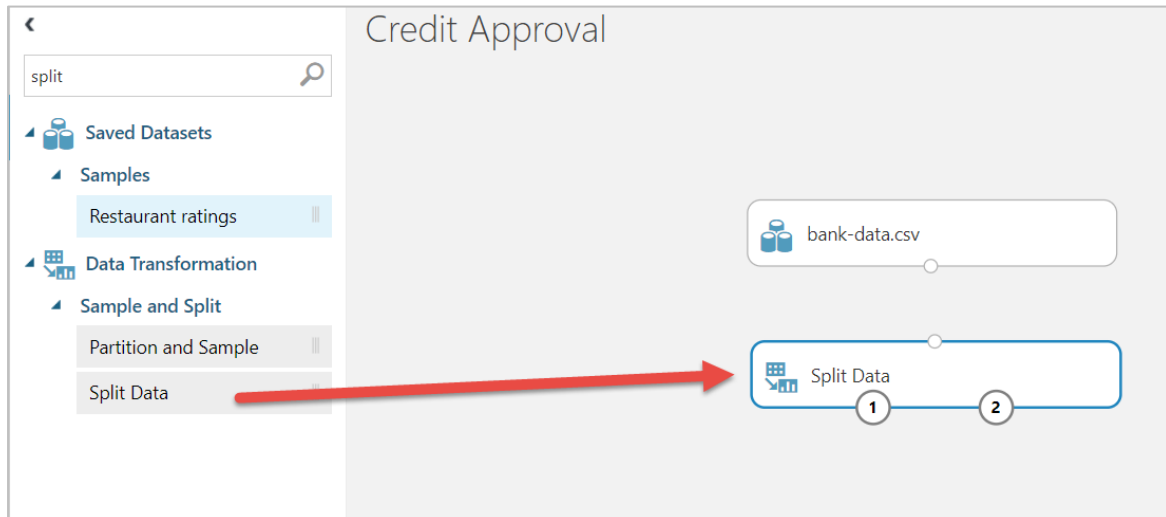 Credit Approval
split
Saved Datasets
Samples
Restaurant ratings
Data Transformation
Sample and Split
Partition and Sample
Split Data
bank-data.csv
Split Data
1
2